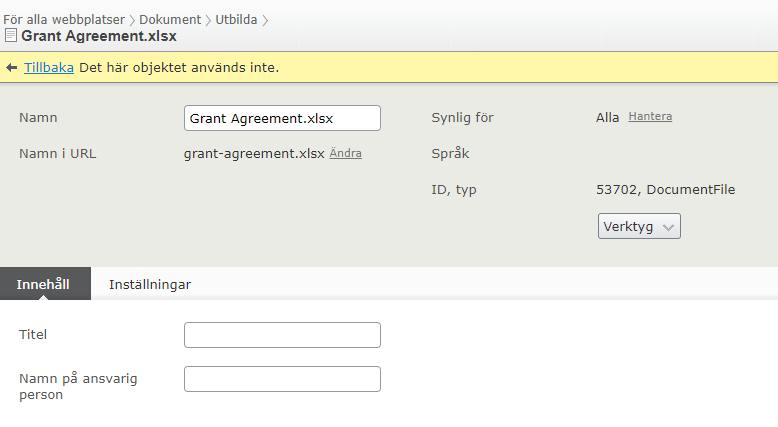 För alla webbplatser > Dokument > Utbilda >
Grant Agreement.xlsx
Tillbaka Det här objektet används inte.
Namn Grant Agreement.xlsx Synlig för Alla Hantera
Namn i URL grant-agreement.xlsx Ändra Språk
ID, typ 53702, DocumentFile
Verktyg
Innehåll Inställningar
Titel
Namn på ansvarig
person